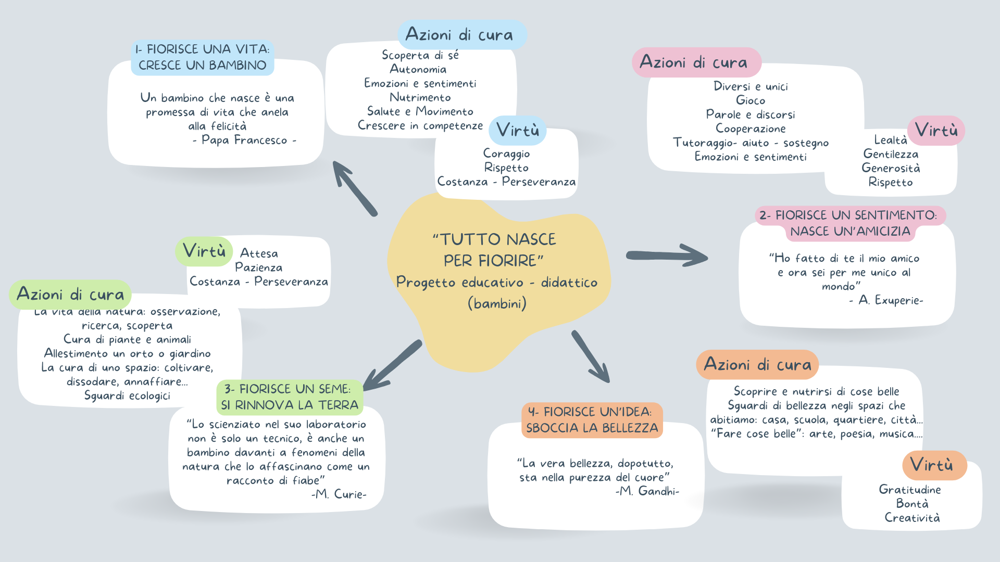 1- FIORISCE UNA VITA:
CRESCE UN BAMBINO
Un bambino che nasce è una
promessa di vita che anela
alla felicità
- Papa Francesco -
Azioni di cura
Scoperta di sé
Autonomia
Emozioni e sentimenti
Nutrimento
Salute e Movimento
Crescere in competenze
Virtù
Coraggio
Rispetto
Costanza - Perseveranza
Azioni di cura
Diversi e unici
Gioco
Parole e discorsi
Cooperazione
Tutoraggio- aiuto - sostegno
Emozioni e sentimenti
Virtù
Lealtà
Gentilezza
Generosità
Rispetto
2- FIORISCE UN SENTIMENTO:
NASCE UN'AMICIZIA
“Ho fatto di te il mio amico
e ora sei per me unico al
mondo”
- A. Exuperie-
“TUTTO NASCE
PER FIORIRE”
Progetto educativo - didattico
(bambini)
Virtù
Attesa
Pazienza
Costanza - Perseveranza
Azioni di cura
La vita della natura: osservazione,
ricerca, scoperta
Cura di piante e animali
Allestimento un orto o giardino
La cura di uno spazio: coltivare,
dissodare, annaffiare...
Sguardi ecologici
3- FIORISCE UN SEME:
SI RINNOVA LA TERRA
“Lo scienziato nel suo laboratorio
non è solo un tecnico, è anche un
bambino davanti a fenomeni della
natura che lo affascinano come un
racconto di fiabe”
-M. Curie-
4- FIORISCE UN'IDEA:
SBOCCIA LA BELLEZZA
“La vera bellezza, dopotutto,
sta nella purezza del cuore”
-M. Gandhi-
Azioni di cura
Scoprire e nutrirsi di cose belle
Sguardi di bellezza negli spazi che
abitiamo: casa, scuola, quartiere, città...
“Fare cose belle”: arte, poesia, musica....
Virtù
Gratitudine
Bontà
Creatività